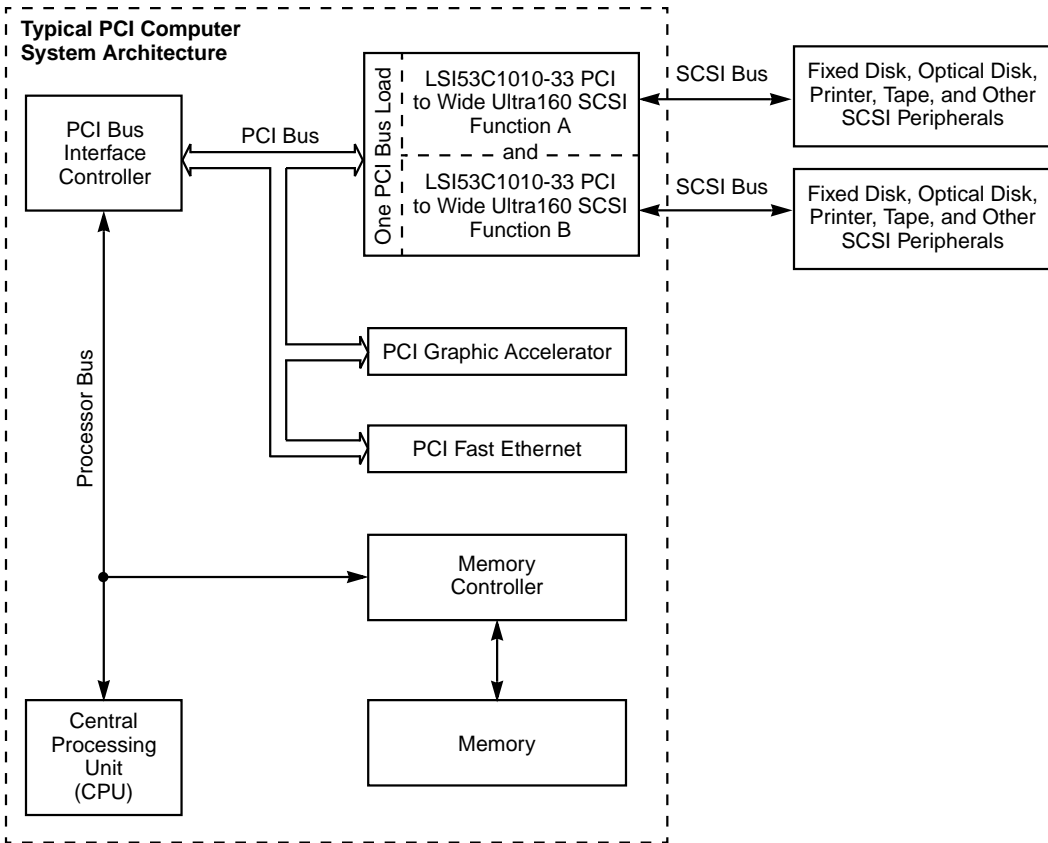 Typical PCI Computer
System Architecture
PCI Bus
Interface
Controller
PCI Bus
One PCI Bus Load
LSI53C1010-33 PCI
to Wide Ultra160 SCSI
Function A
and
LSI53C1010-33 PCI
to Wide Ultra160 SCSI
Function B
SCSI Bus
Fixed Disk, Optical Disk,
Printer, Tape, and Other
SCSI Peripherals
SCSI Bus
Fixed Disk, Optical Disk,
Printer, Tape, and Other
SCSI Peripherals
PCI Graphic Accelerator
PCI Fast Ethernet
Processor Bus
Memory
Controller
Memory
Central
Processing
Unit
(CPU)